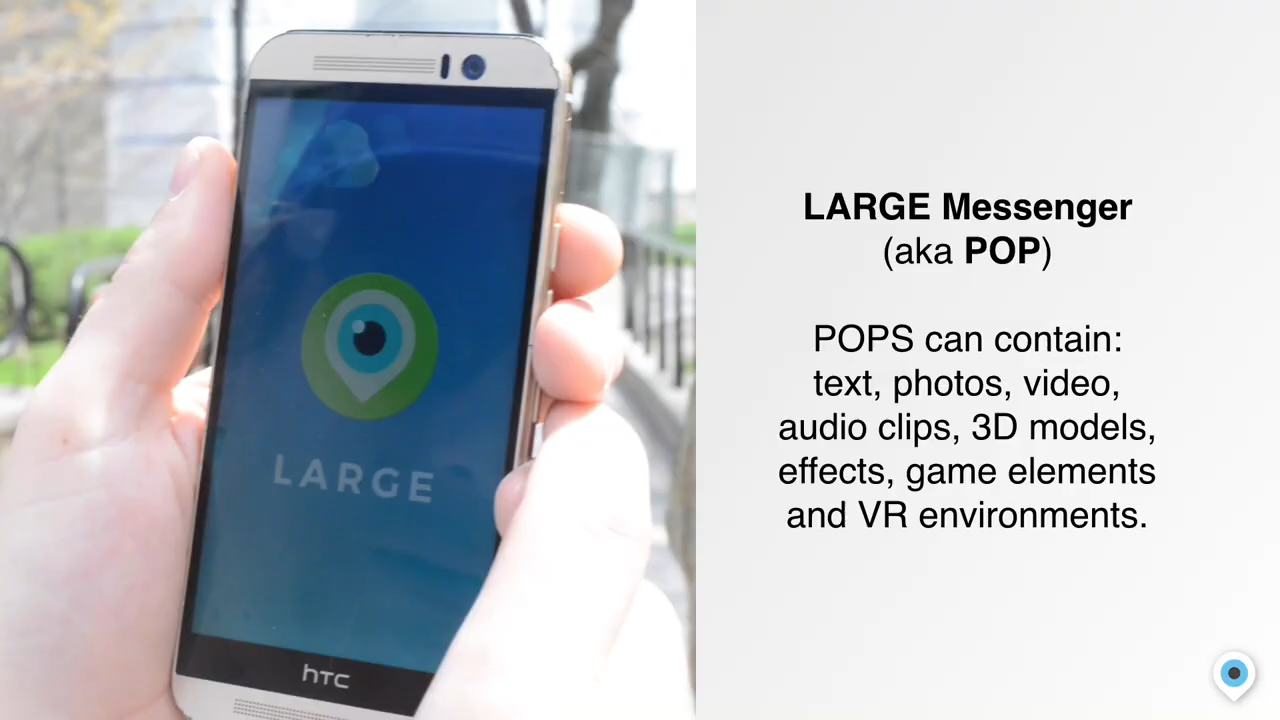 LARGE
hTC
LARGE Messenger
(aka POP)
POPS can contain:
text, photos, video,
audio clips, 3D models,
effects, game elements
and VR environments.